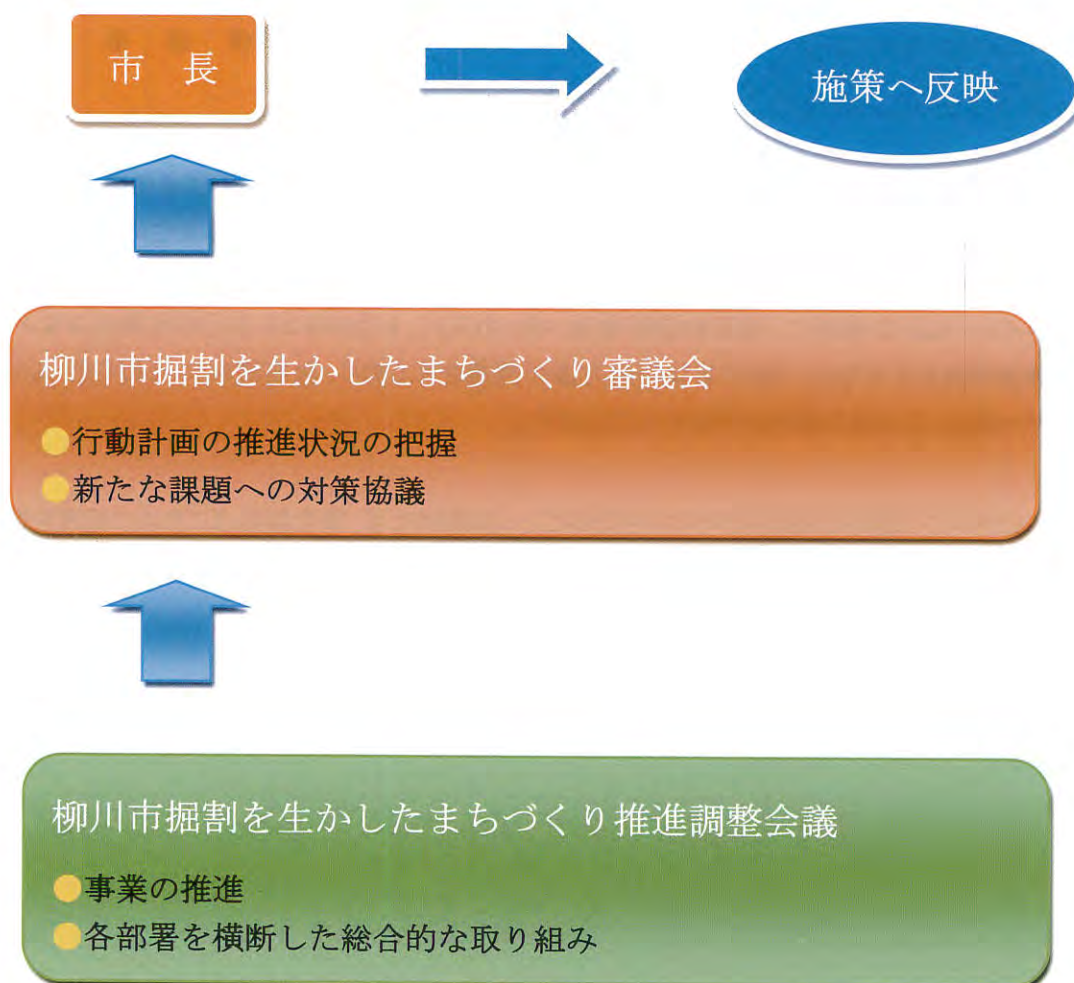 市　長
施策へ反映
柳川市掘割を生かしたまちづくり審議会
●行動計画の推進状況の把握
●新たな課題への対策協議
柳川市掘割を生かしたまちづくり推進調整会議
●事業の推進
●各部署を横断した総合的な取り組み